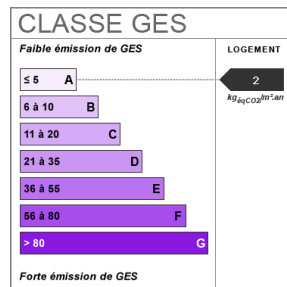 CLASSE GES
Faible émission de GES
LOGEMENT
≤ 5 A
2
kgéqCO2/m².an
6 à 10 B
11 à 20 C
21 à 35 D
36 à 55 E
56 à 80 F
> 80 G
Forte émission de GES